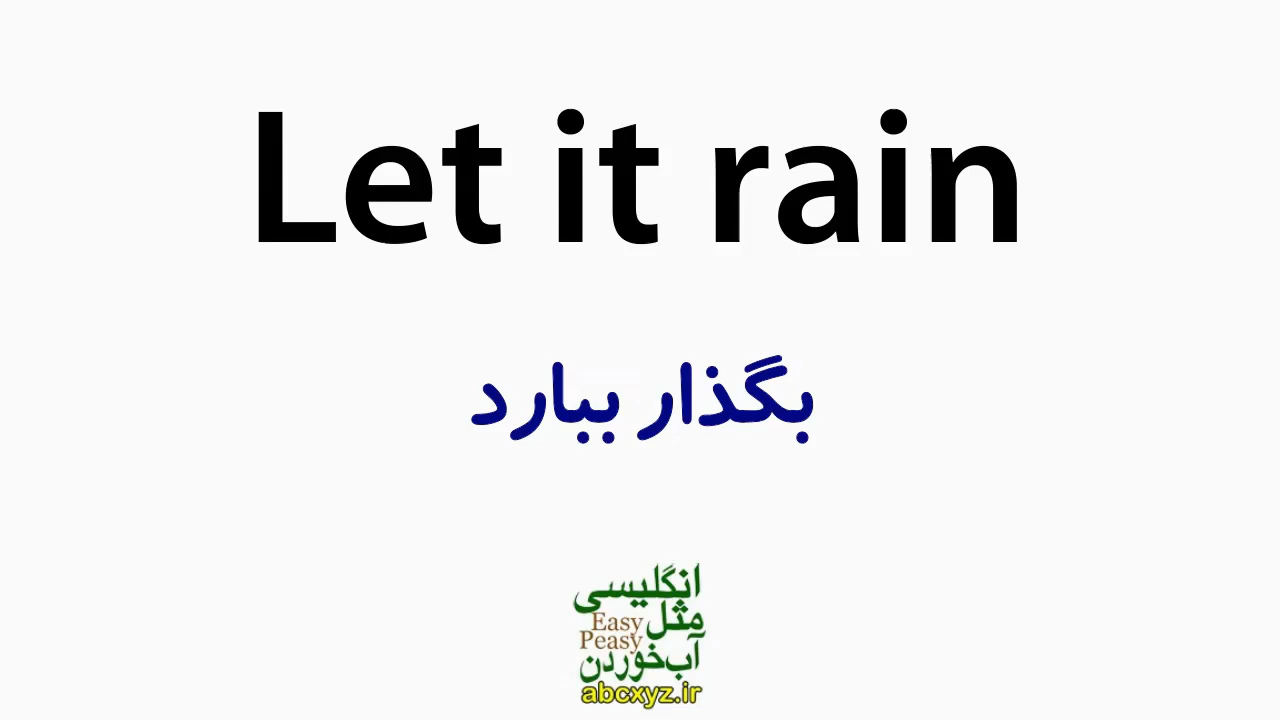 Let it rain
بگذار ببارد
انگلیسی
مثل
Easy
Peasy
آب‌خوردن
abcxyz.ir